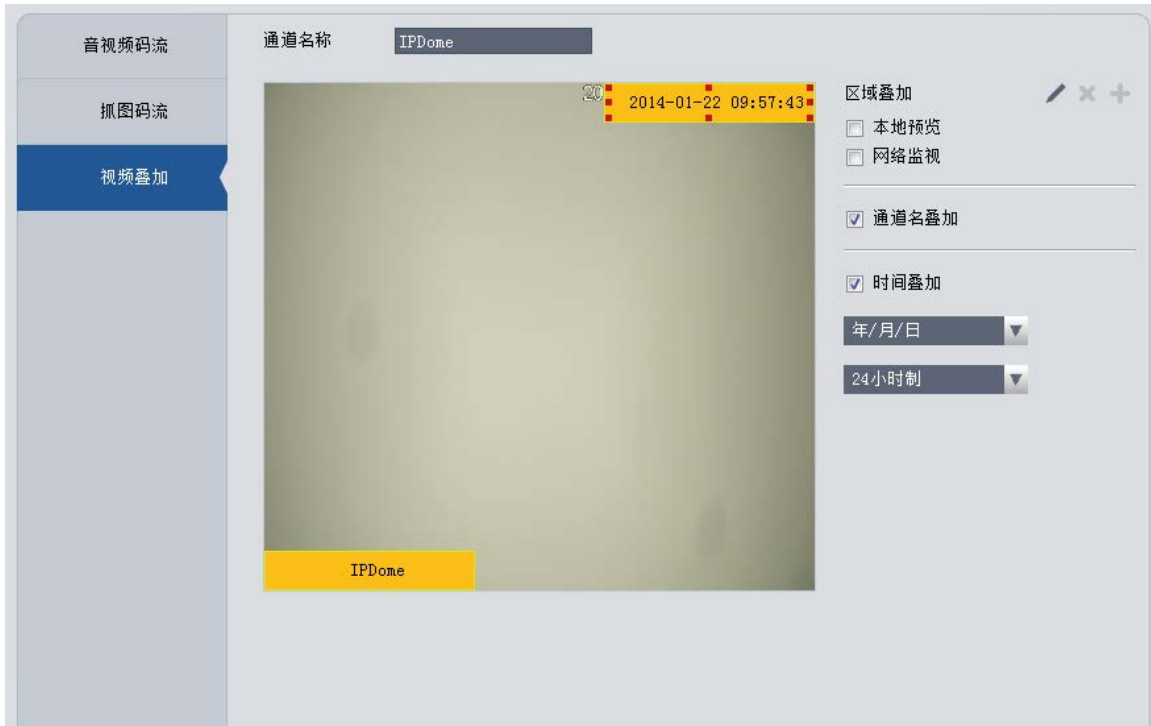 音视频码流
抓图码流
视频叠加
通道名称 IPDome
20
2014-01-22 09:57:43
IPDome
区域叠加
本地预览
网络监视
通道名叠加
时间叠加
年/月/日
24小时制